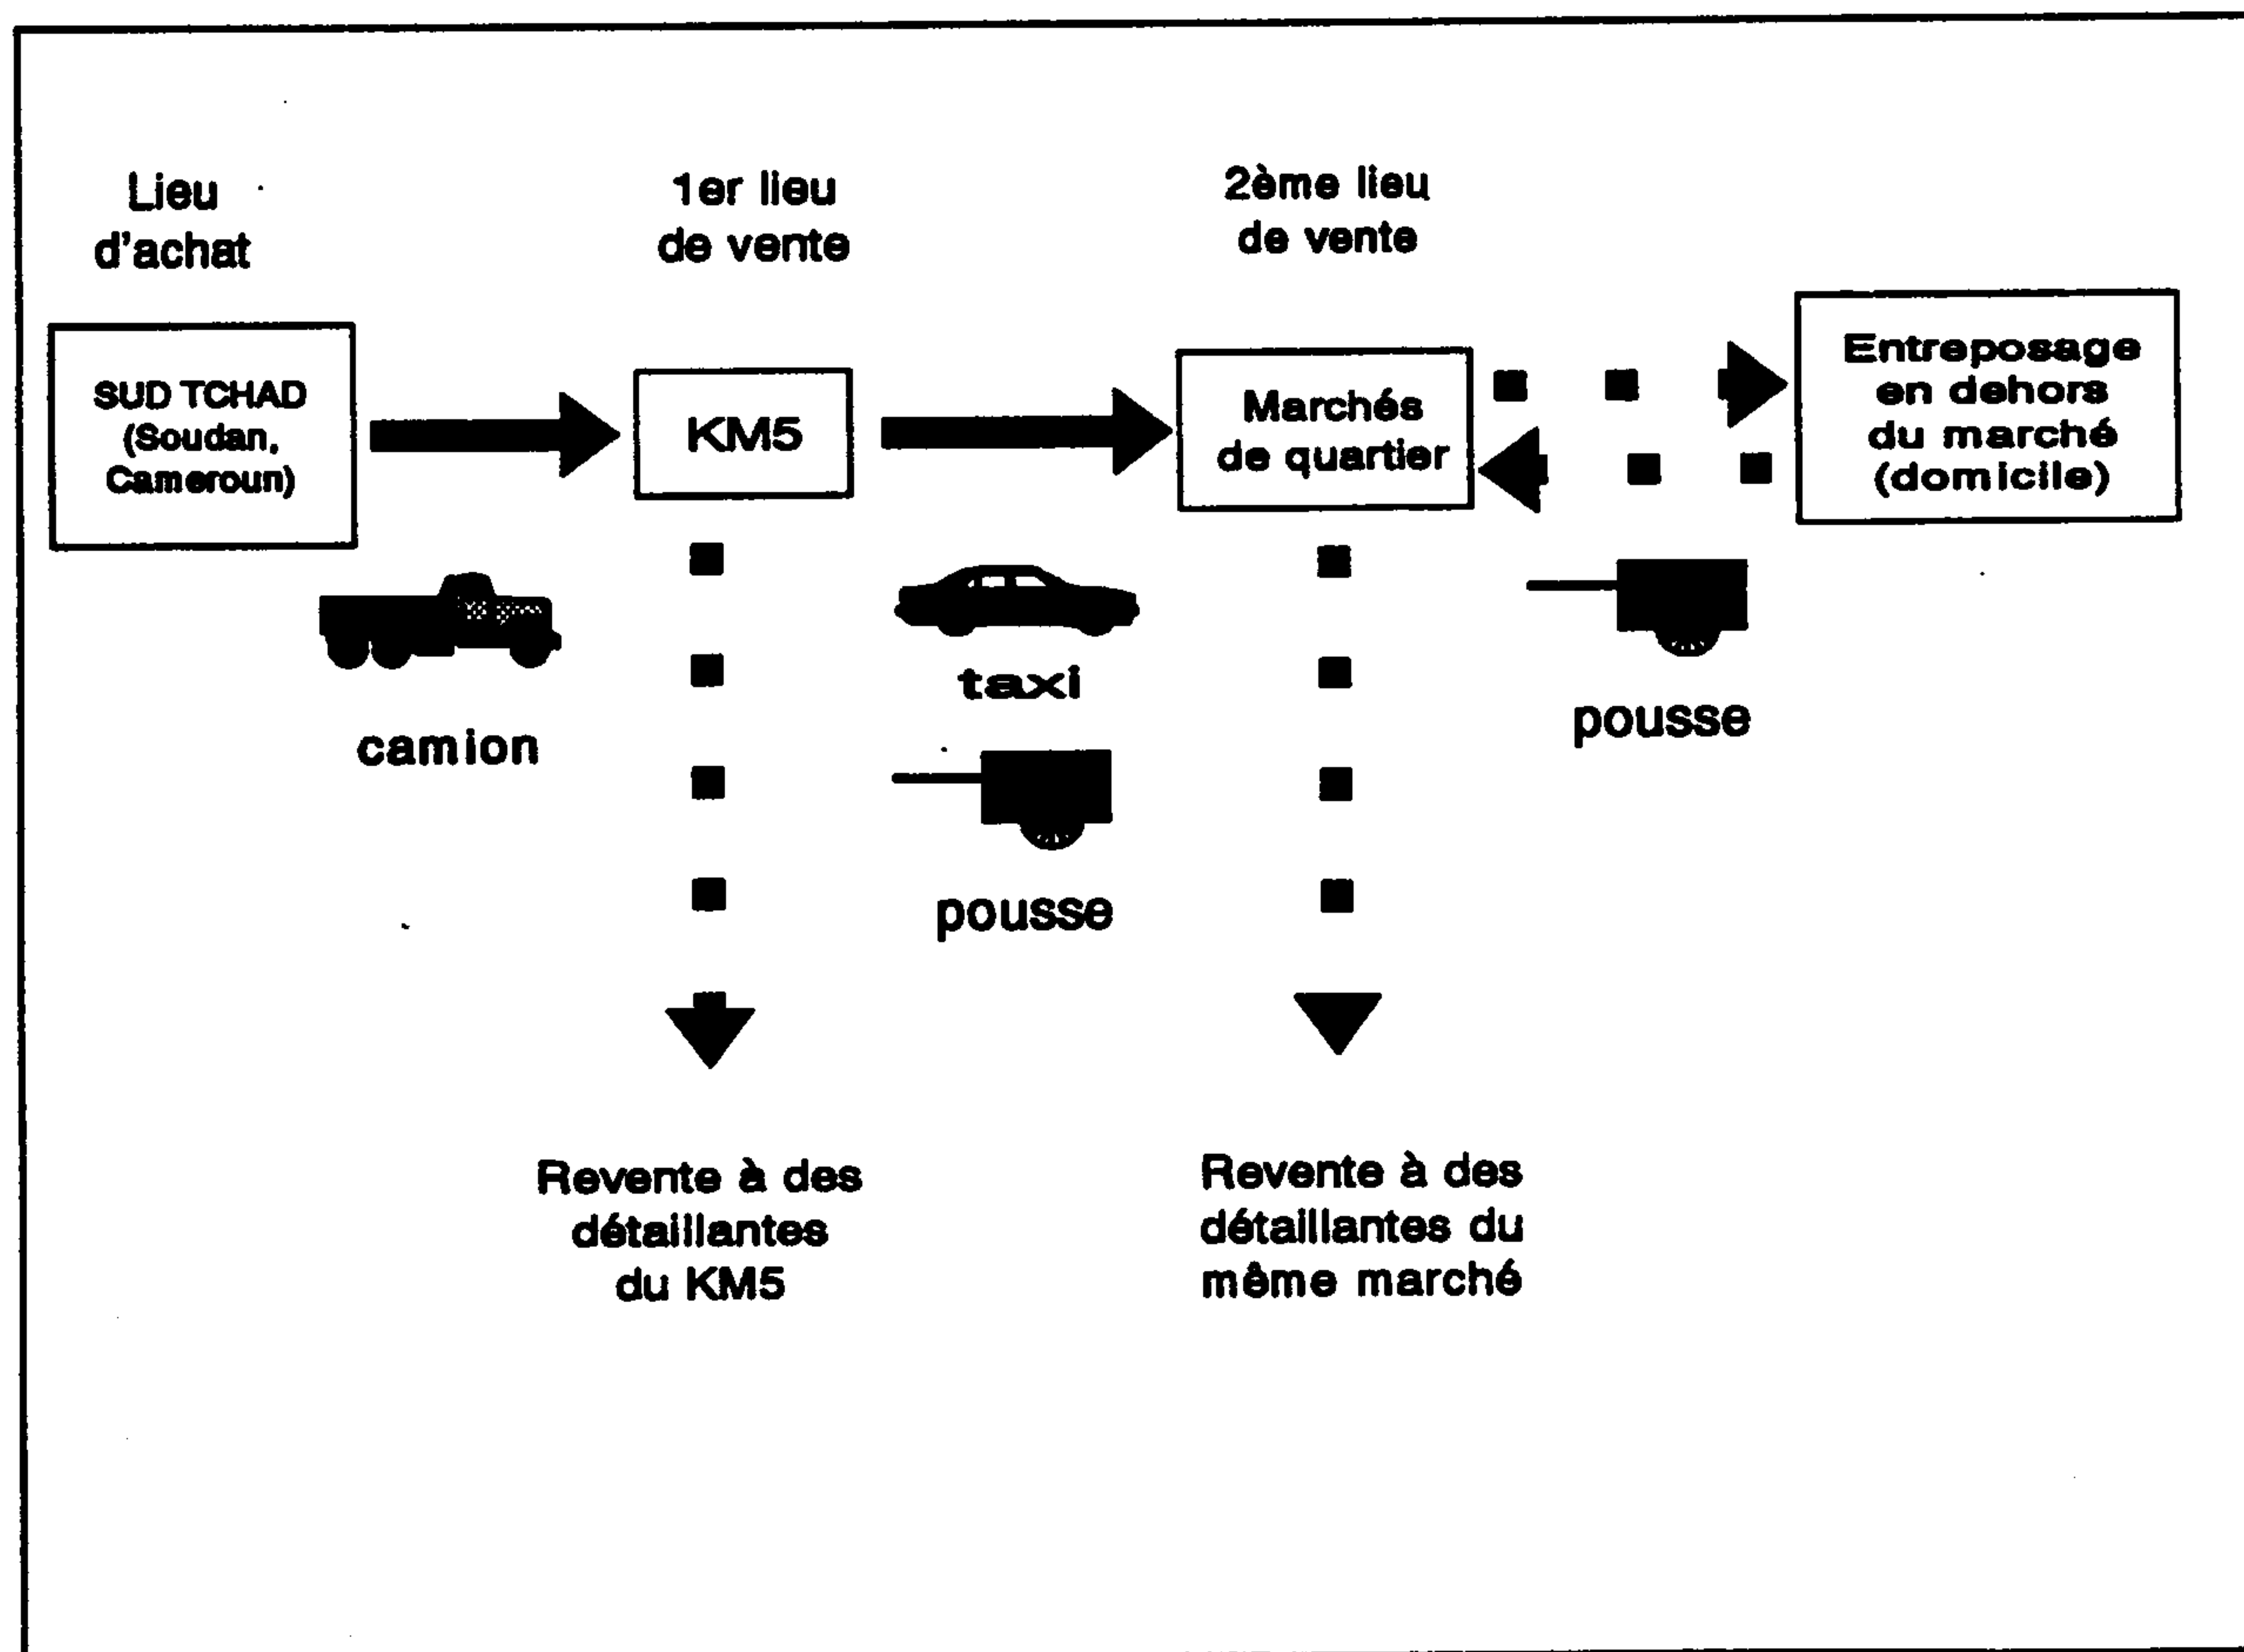 Lieu
d'achat
1er lieu
de vente
2ème lieu
de vente
SUD TCHAD
(Soudan,
Cameroun)
KM5
Marchés
de quartier
Entreposage
en dehors
du marché
(domicile)
camion
taxi
pousse
pousse
Revente à des
détaillantes
du KM5
Revente à des
détaillantes du
même marché